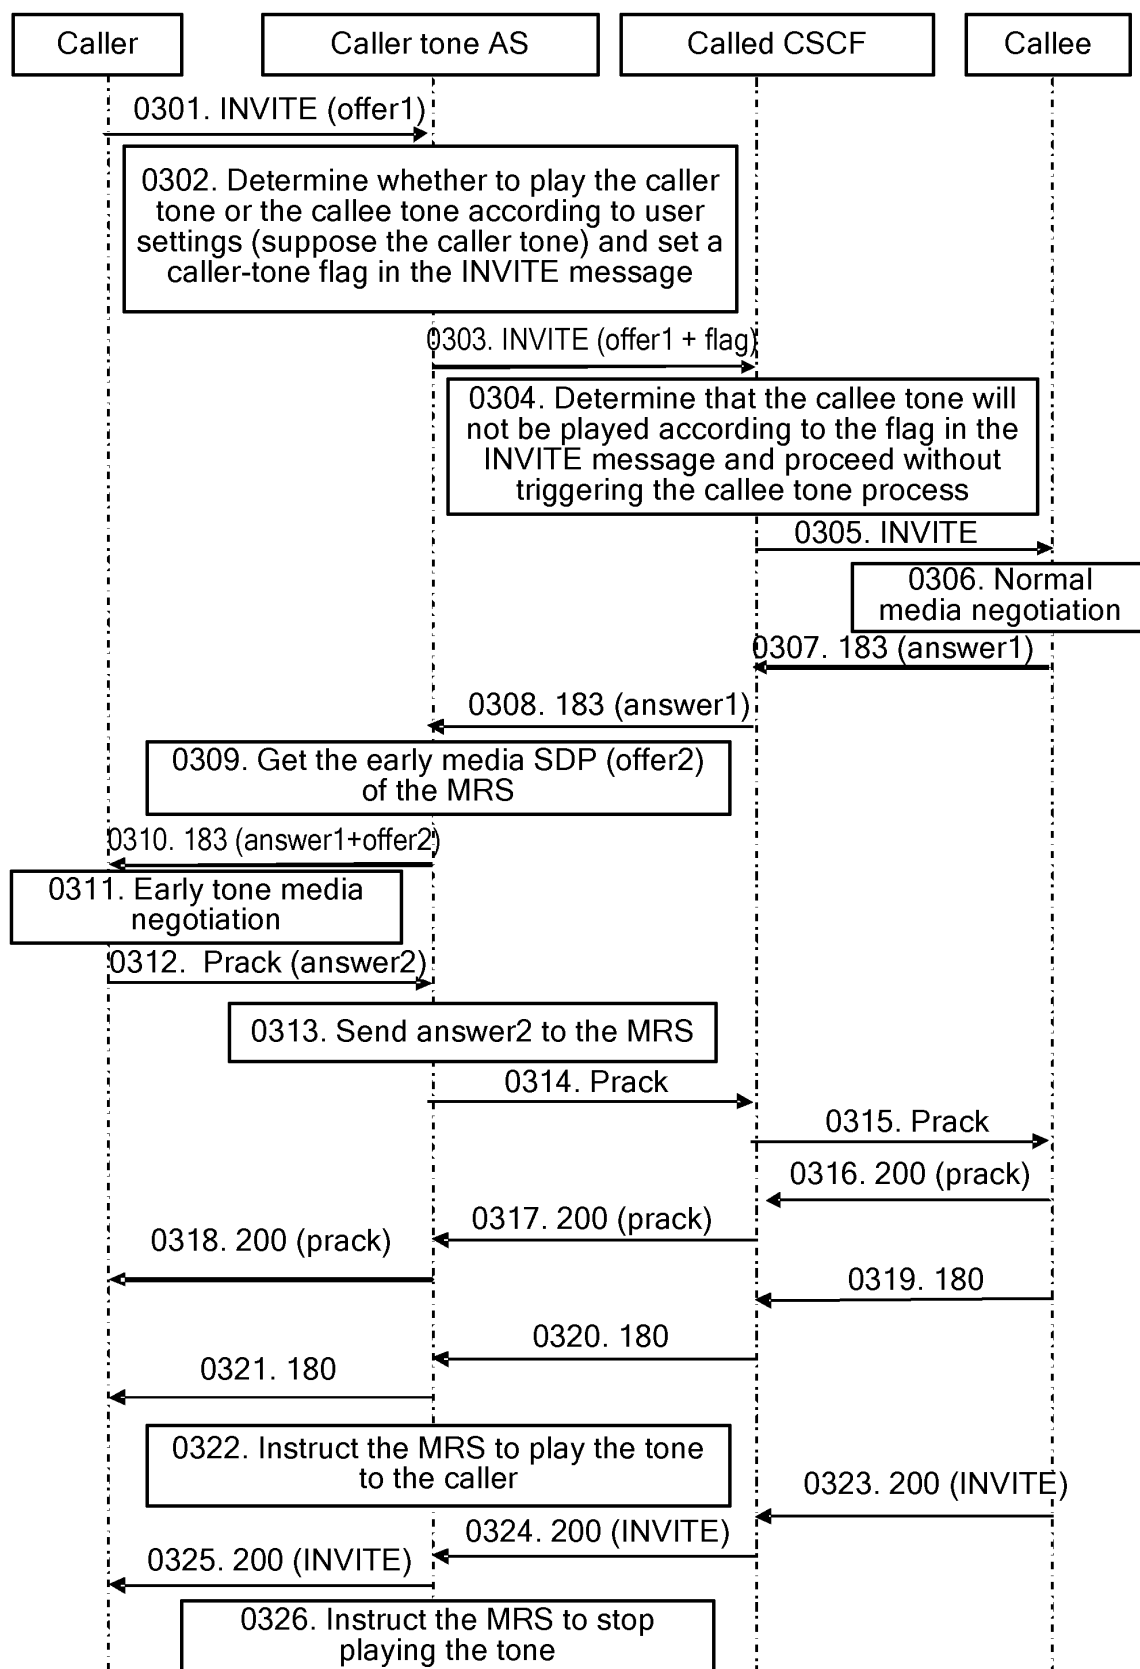 Caller
Caller tone AS
Called CSCF
Callee
0301. INVITE (offer1)
0302. Determine whether to play the caller
tone or the callee tone according to user
settings (suppose the caller tone) and set a
caller-tone flag in the INVITE message
0303. INVITE (offer1 + flag)
0304. Determine that the callee tone will
not be played according to the flag in the
INVITE message and proceed without
triggering the callee tone process
0305. INVITE
0306. Normal
media negotiation
0307. 183 (answer1)
0308. 183 (answer1)
0309. Get the early media SDP (offer2)
of the MRS
0310. 183 (answer1+offer2)
0311. Early tone media
negotiation
0312. Prack (answer2)
0313. Send answer2 to the MRS
0314. Prack
0315. Prack
0316. 200 (prack)
0317. 200 (prack)
0318. 200 (prack)
0319. 180
0320. 180
0321. 180
0322. Instruct the MRS to play the tone
to the caller
0323. 200 (INVITE)
0324. 200 (INVITE)
0325. 200 (INVITE)
0326. Instruct the MRS to stop
playing the tone